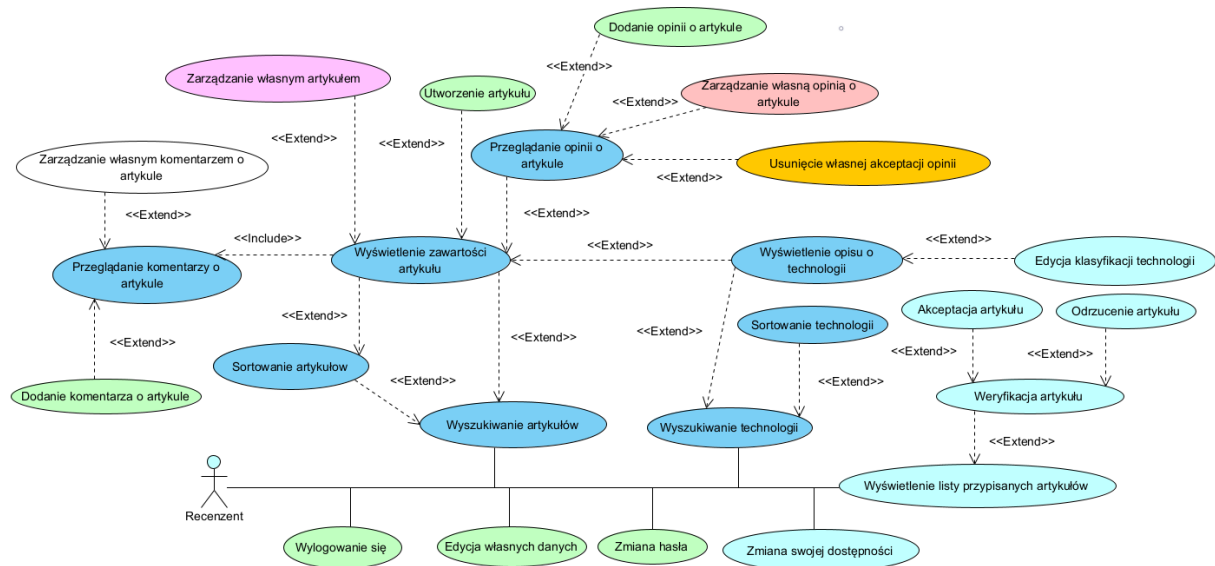 Dodanie opinii o artykule
<<Extend>>
Zarządzanie własnym artykułem
Utworzenie artykułu
Zarządzanie własną opinią o
artykule
<<Extend>>
<<Extend>>
<<Extend>>
Przeglądanie opinii o
artykule
Usunięcie własnej akceptacji opinii
<<Extend>>
Zarządzanie własnym komentarzem o
artykule
<<Extend>>
<<Extend>>
<<Include>>
Wyświetlenie zawartości
artykułu
<<Extend>>
Wyświetlenie opisu o
technologii
<<Extend>>
Edycja klasyfikacji technologii
Przeglądanie komentarzy o
artykule
Akceptacja artykułu
Odrzucenie artykułu
<<Extend>>
<<Extend>>
<<Extend>>
Sortowanie technologii
<<Extend>>
<<Extend>>
<<Extend>>
Sortowanie artykułow
<<Extend>>
<<Extend>>
Dodanie komentarza o artykule
Weryfikacja artykułu
Wyszukiwanie artykułów
Wyszukiwanie technologii
<<Extend>>
Wyświetlenie listy przypisanych artykułów
Recenzent
Wylogowanie się
Edycja własnych danych
Zmiana hasła
Zmiana swojej dostępności